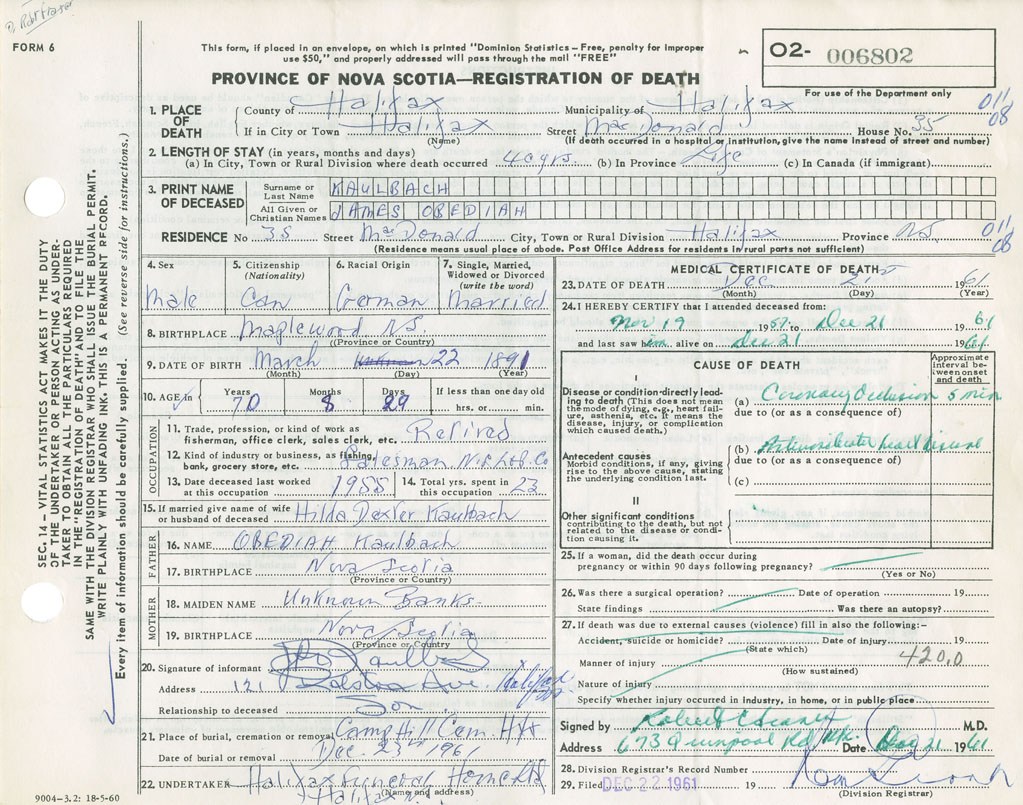 Robt Fraser
FORM 6
This form, if placed in an envelope, on which is printed "Dominion Statistics – Free, penalty for improper
use $50," and properly addressed will pass through the mail "FREE"
O2- 006802
For use of the Department only
PROVINCE OF NOVA SCOTIA—REGISTRATION OF DEATH
1. PLACE OF DEATH
County of Halifax Municipality of Halifax
011/08
If in City or Town Halifax Street MacDonald House No. 35
(Name) (If death occurred in a hospital or institution, give the name instead of street and number)
2. LENGTH OF STAY (in years, months and days)
(a) In City, Town or Rural Division where death occurred 40 yrs. (b) In Province Life (c) In Canada (if immigrant)
3. PRINT NAME OF DECEASED
Surname or Last Name KAULBACH
All Given or Christian Names JAMES OBEDIAH
RESIDENCE No 35 Street MacDonald City, Town or Rural Division Halifax Province NS
011/08
(Residence means usual place of abode. Post Office Address for residents in rural parts not sufficient)
4. Sex
Male
5. Citizenship
(Nationality)
Can
6. Racial Origin
German
7. Single, Married,
Widowed or Divorced
(write the word)
Married
8. BIRTHPLACE Maplewood NS.
(Province or Country)
9. DATE OF BIRTH March 22 1891
(Month) (Day) (Year)
10. AGE in
Years 70
Months 8
Days 29
If less than one day old
hrs. or min.
OCCUPATION
11. Trade, profession, or kind of work as
fisherman, office clerk, sales clerk, etc. Retired
12. Kind of industry or business, as fishing,
bank, grocery store, etc. Salesman
13. Date deceased last worked
at this occupation 1955
14. Total yrs. spent in
this occupation 23
15. If married give name of wife
or husband of deceased Hilda Dexter Kaulbach
FATHER
16. NAME OBEDIAH Kaulbach
17. BIRTHPLACE Nova Scotia
(Province or Country)
MOTHER
18. MAIDEN NAME Unknown Banks
19. BIRTHPLACE Nova Scotia
(Province or Country)
20. Signature of informant Kaulbach
Address 121 Ralston Ave. Halifax
Relationship to deceased Son
21. Place of burial, cremation or removal Camp Hill Cem. Hfx
Date of burial or removal Dec. 23rd 1961
22. UNDERTAKER Halifax Funeral Home Ltd
(Name and address)
Halifax N.S.
9004–3.2: 18-5-60
MEDICAL CERTIFICATE OF DEATH
23. DATE OF DEATH Dec 21 1961
(Month) (Day) (Year)
24. I HEREBY CERTIFY that I attended deceased from:
Nov 19 1957 to Dec 21 1961
and last saw him alive on Dec 21 1961
CAUSE OF DEATH
Approximate
interval be-
tween onset
and death
I
Disease or condition directly lead-
ing to death (This does not mean
the mode of dying, e.g., heart fail-
ure, asthenia, etc. It means the
disease, injury, or complication
which caused death.)
(a) Coronary Occlusion 5 min
due to (or as a consequence of)
Antecedent causes
Morbid conditions, if any, giving
rise to the above cause, stating
the underlying condition last.
(b) Arteriosclerotic heart disease
due to (or as a consequence of)
(c)
II
Other significant conditions
contributing to the death, but not
related to the disease or condi-
tion causing it.
25. If a woman, did the death occur during
pregnancy or within 90 days following pregnancy?
(Yes or No)
26. Was there a surgical operation? Date of operation 19
State findings Was there an autopsy?
27. If death was due to external causes (violence) fill in also the following:–
Accident, suicide or homicide? Date of injury 19
(State which)
Manner of injury 420.0
(How sustained)
Nature of injury
Specify whether injury occurred in Industry, in home, or in public place
Signed by Robert M.D.
Address 673 Quinpool Rd Hfx. Date Dec 21 1961
28. Division Registrar's Record Number
29. Filed DEC 22 1961 19
(Division Registrar)
SEC. 14 – VITAL STATISTICS ACT MAKES IT THE DUTY
OF THE UNDERTAKER OR PERSON ACTING AS UNDER-
TAKER TO OBTAIN ALL THE PARTICULARS REQUIRED
IN THE "REGISTRATION OF DEATH" AND TO FILE THE
SAME WITH THE DIVISION REGISTRAR WHO SHALL ISSUE THE BURIAL PERMIT.
WRITE PLAINLY WITH UNFADING INK. THIS IS A PERMANENT RECORD.
Every item of information should be carefully supplied. (See reverse side for instructions.)